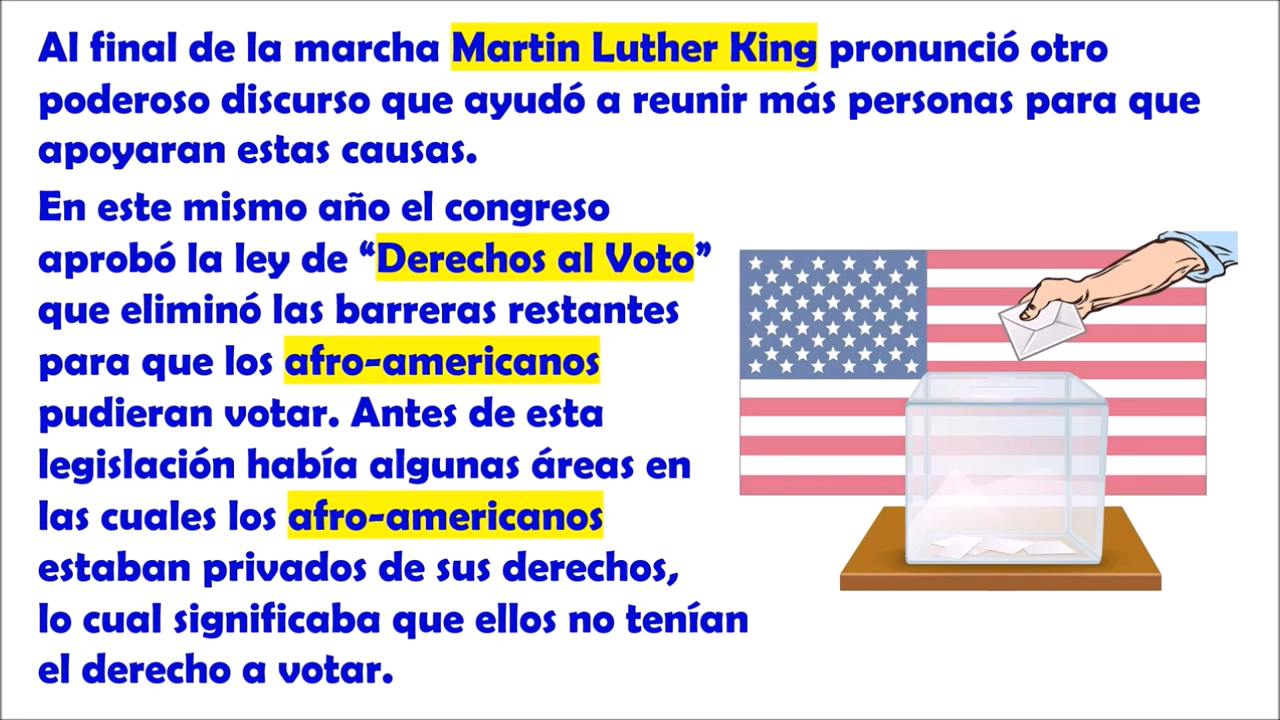 Al final de la marcha Martin Luther King pronunció otro
poderoso discurso que ayudó a reunir más personas para que
apoyaran estas causas.
En este mismo año el congreso
aprobó la ley de “Derechos al Voto”
que eliminó las barreras restantes
para que los afro-americanos
pudieran votar. Antes de esta
legislación había algunas áreas en
las cuales los afro-americanos
estaban privados de sus derechos,
lo cual significaba que ellos no tenían
el derecho a votar.